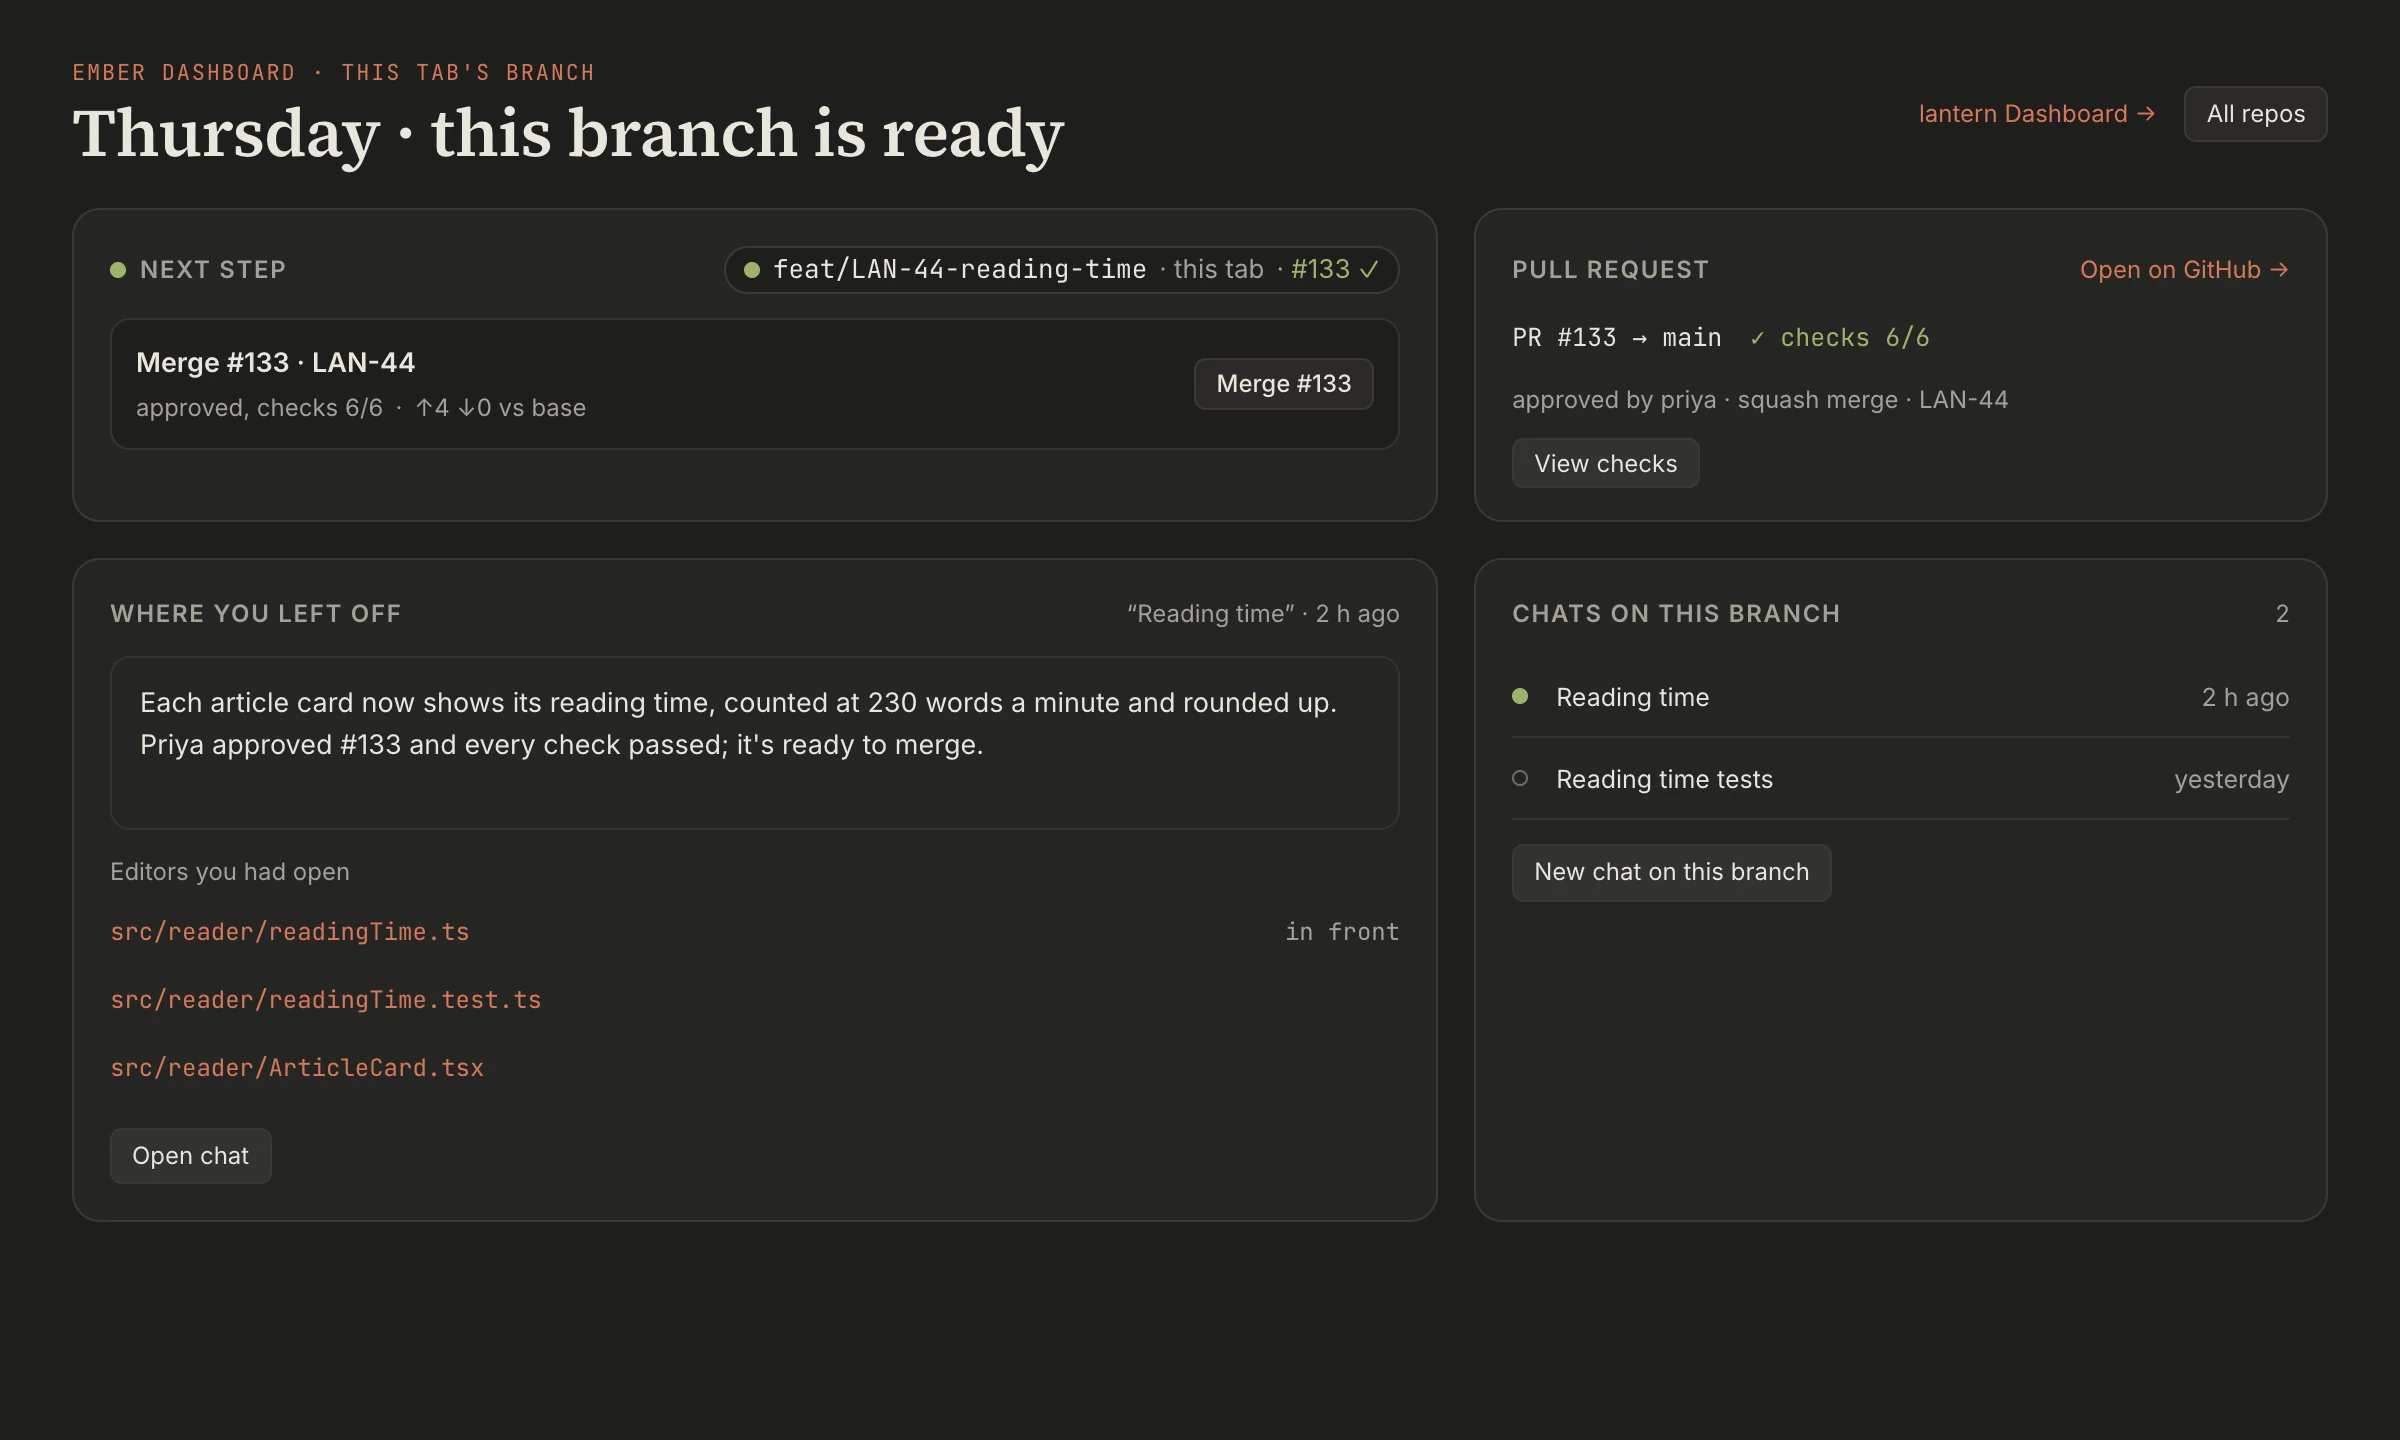 EMBER DASHBOARD · THIS TAB'S BRANCH
Thursday · this branch is ready
lantern Dashboard →
All repos
NEXT STEP
feat/LAN-44-reading-time · this tab · #133 ✓
Merge #133 · LAN-44
approved, checks 6/6 · ↑4 ↓0 vs base
Merge #133
PULL REQUEST
Open on GitHub →
PR #133 → main ✓ checks 6/6
approved by priya · squash merge · LAN-44
View checks
WHERE YOU LEFT OFF
“Reading time” · 2 h ago
Each article card now shows its reading time, counted at 230 words a minute and rounded up.
Priya approved #133 and every check passed; it's ready to merge.
Editors you had open
src/reader/readingTime.ts
in front
src/reader/readingTime.test.ts
src/reader/ArticleCard.tsx
Open chat
CHATS ON THIS BRANCH
2
Reading time
2 h ago
Reading time tests
yesterday
New chat on this branch